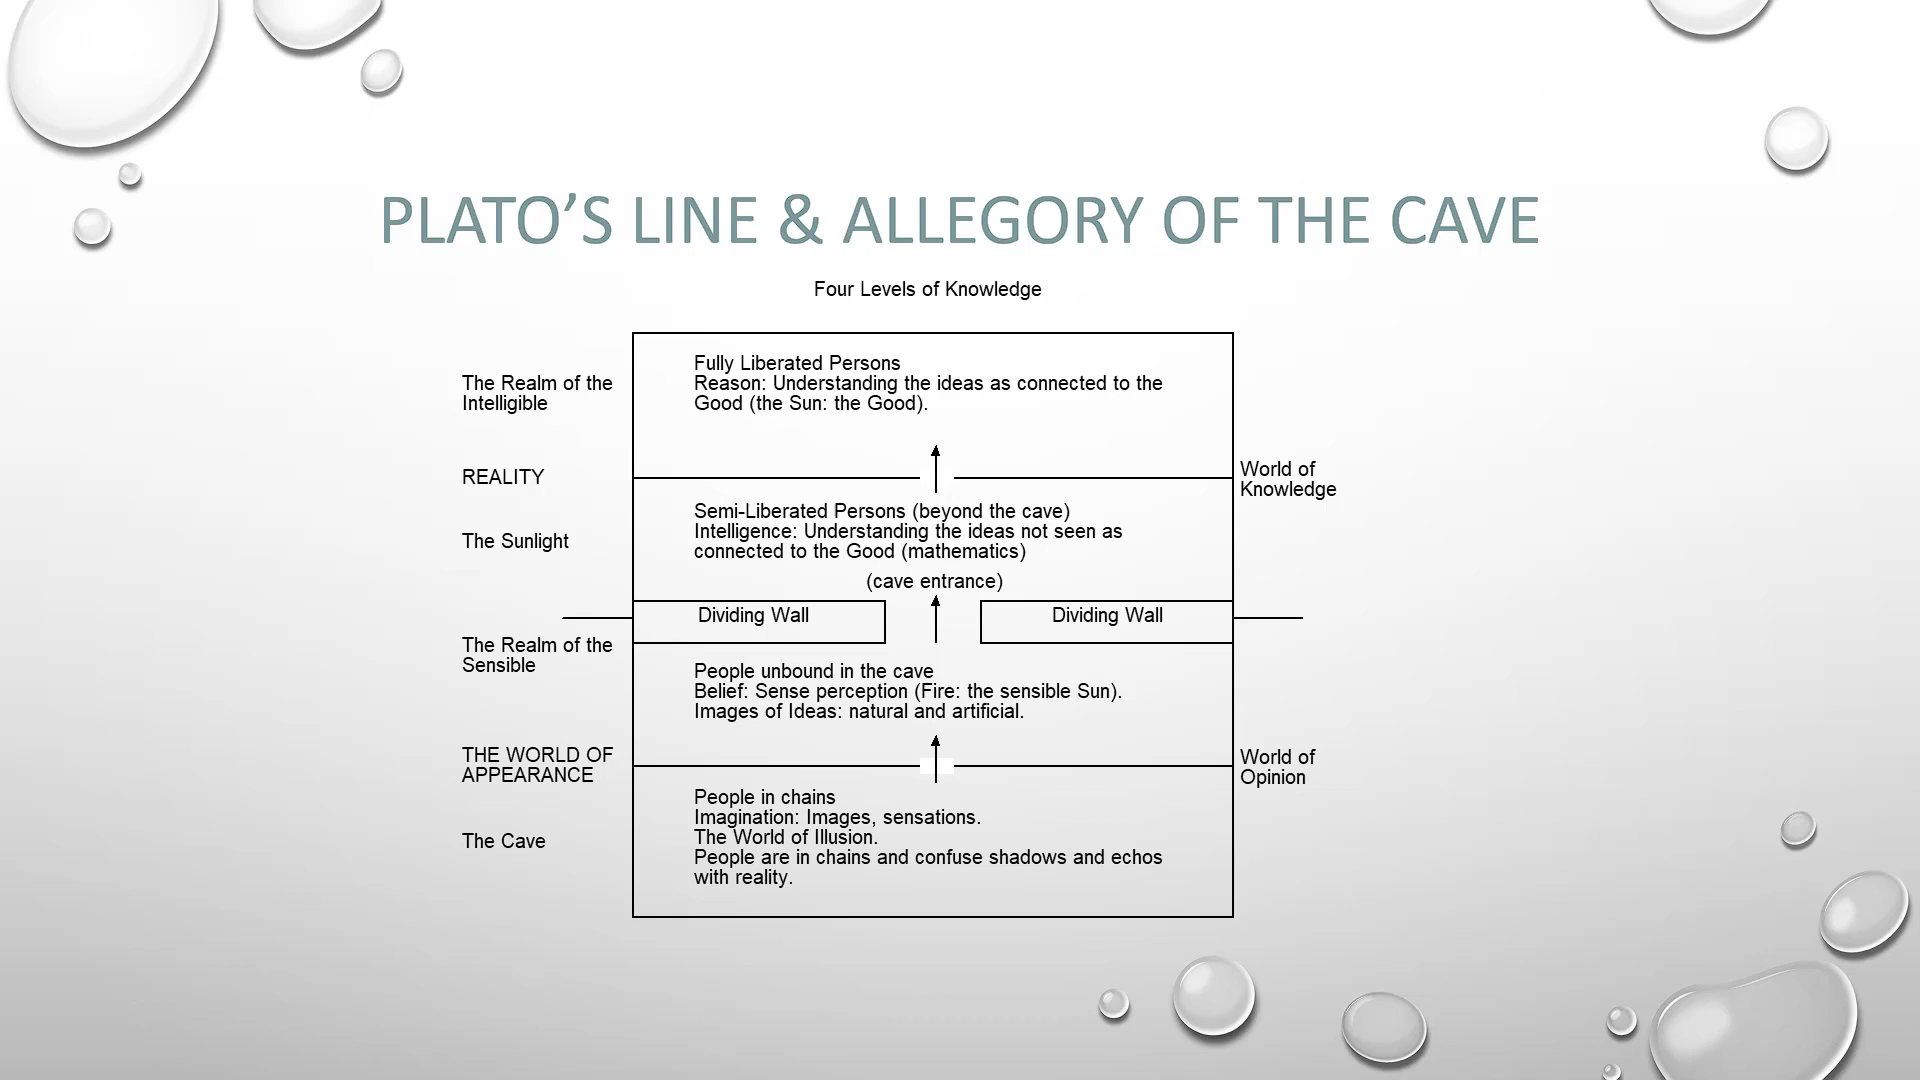 PLATO’S LINE & ALLEGORY OF THE CAVE
Four Levels of Knowledge
The Realm of the
Intelligible
Fully Liberated Persons
Reason: Understanding the ideas as connected to the
Good (the Sun: the Good).
REALITY
World of
Knowledge
The Sunlight
Semi-Liberated Persons (beyond the cave)
Intelligence: Understanding the ideas not seen as
connected to the Good (mathematics)
(cave entrance)
Dividing Wall
Dividing Wall
The Realm of the
Sensible
People unbound in the cave
Belief: Sense perception (Fire: the sensible Sun).
Images of Ideas: natural and artificial.
THE WORLD OF
APPEARANCE
World of
Opinion
The Cave
People in chains
Imagination: Images, sensations.
The World of Illusion.
People are in chains and confuse shadows and echos
with reality.